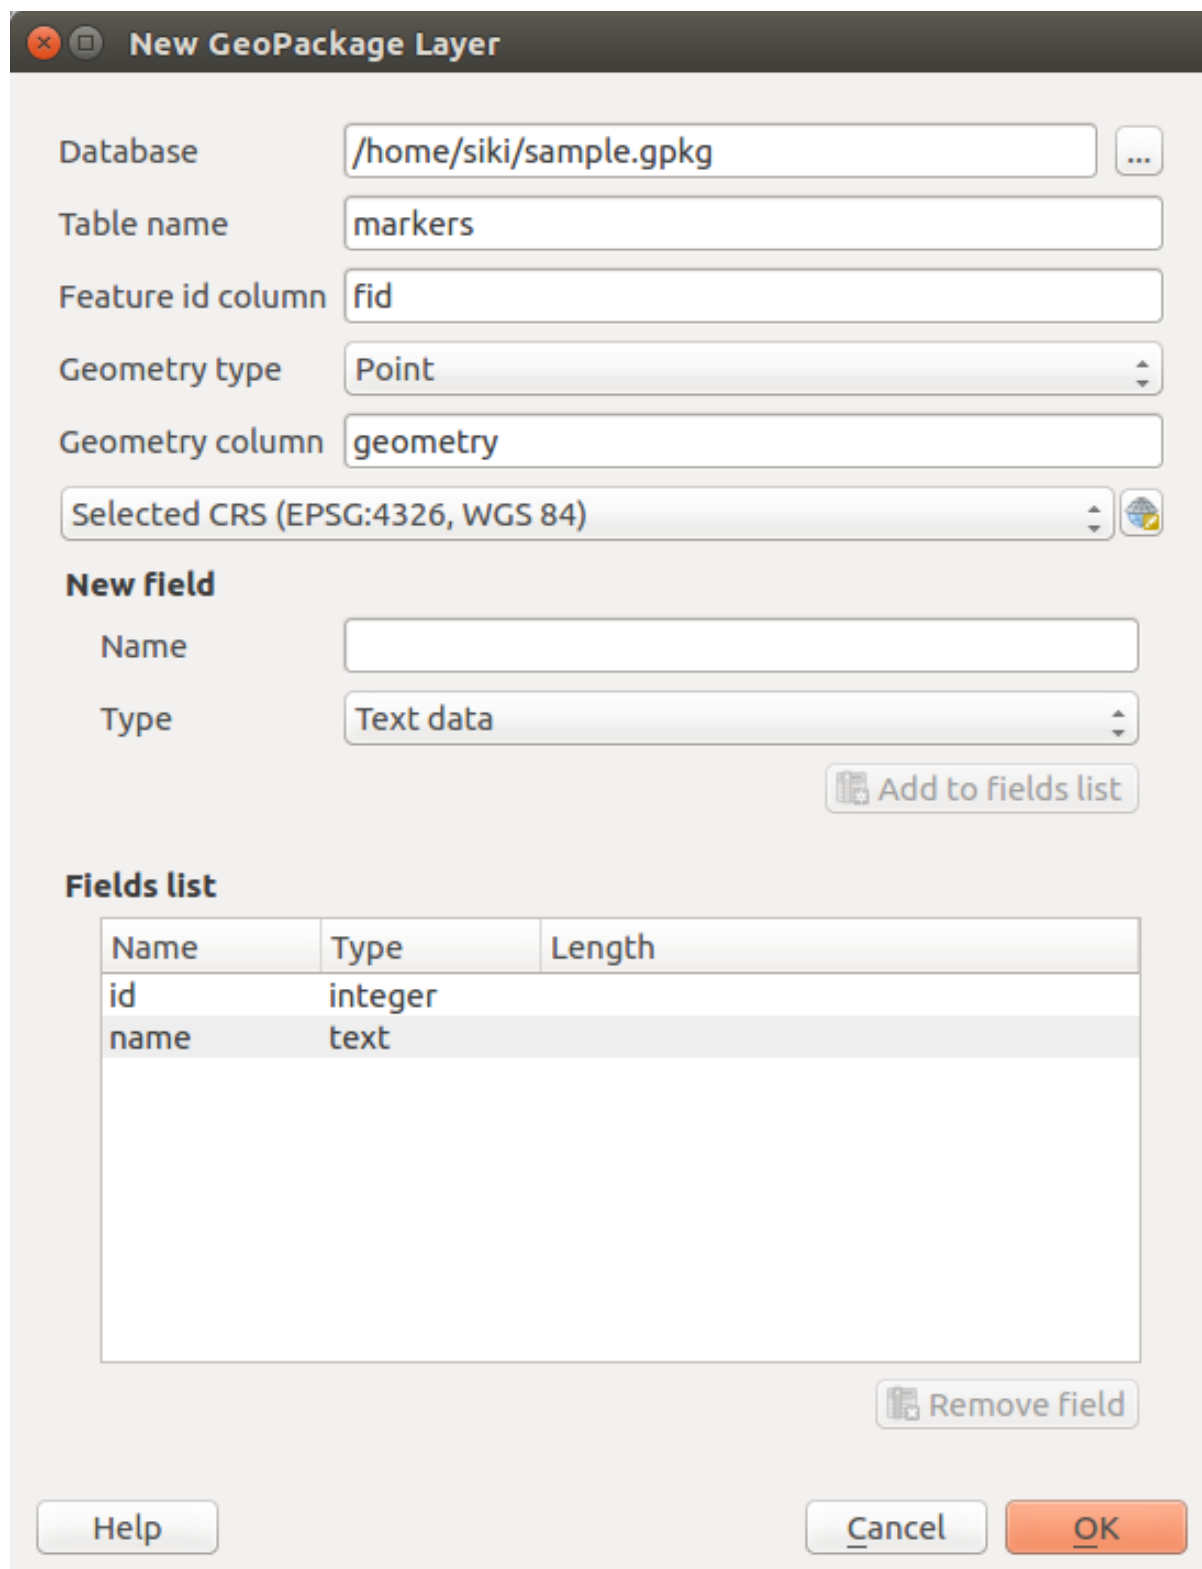 New GeoPackage Layer
Database /home/siki/sample.gpkg ...
Table name markers
Feature id column fid
Geometry type Point
Geometry column geometry
Selected CRS (EPSG:4326, WGS 84)
New field
Name
Type Text data
Add to fields list
Fields list
Name Type Length
id integer
name text
Remove field
Help Cancel OK